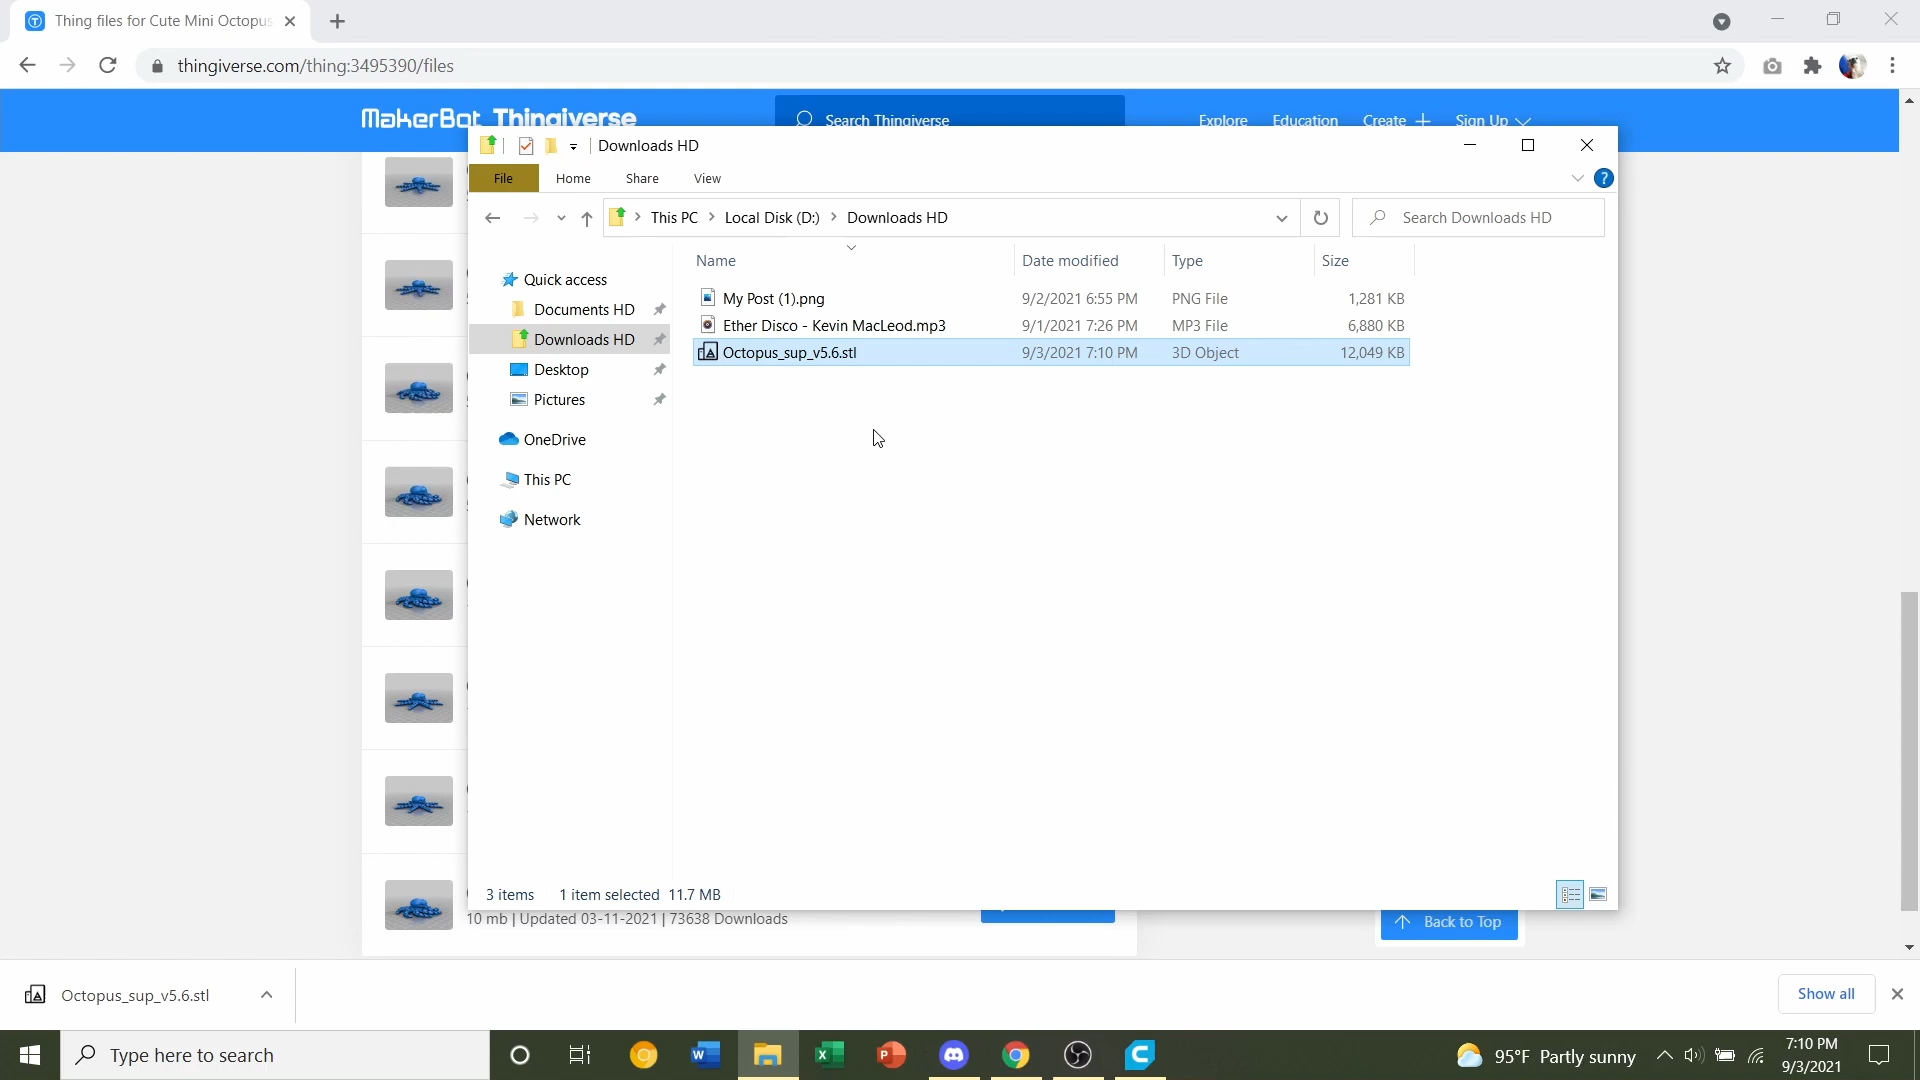 Thing files for Cute Mini Octopus
thingiverse.com/thing:3495390/files
MakerBot Thingiverse
Search Thingiverse
Explore Education Create Sign Up
Downloads HD
File Home Share View
This PC > Local Disk (D:) > Downloads HD
Search Downloads HD
Name Date modified Type Size
Quick access
Documents HD
Downloads HD
Desktop
Pictures
OneDrive
This PC
Network
My Post (1).png 9/2/2021 6:55 PM PNG File 1,281 KB
Ether Disco - Kevin MacLeod.mp3 9/1/2021 7:26 PM MP3 File 6,880 KB
Octopus_sup_v5.6.stl 9/3/2021 7:10 PM 3D Object 12,049 KB
3 items 1 item selected 11.7 MB
10 mb | Updated 03-11-2021 | 73638 Downloads
Back to Top
Octopus_sup_v5.6.stl
Show all
Type here to search
95°F Partly sunny
7:10 PM
9/3/2021